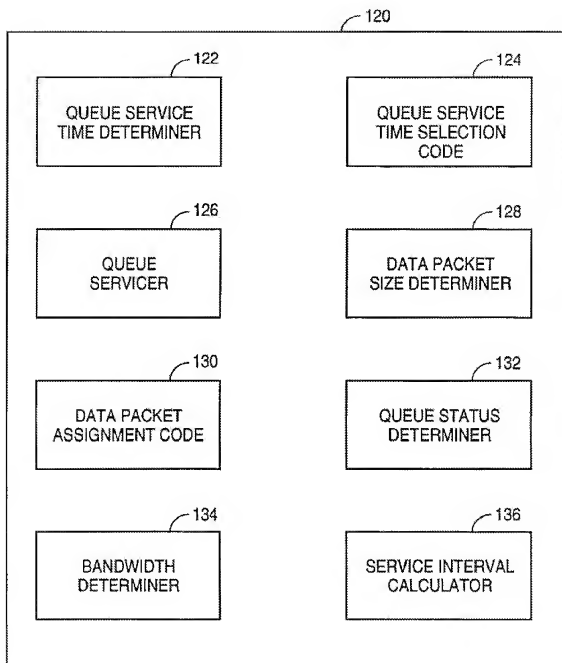 120
122
QUEUE SERVICE
TIME DETERMINER
124
QUEUE SERVICE
TIME SELECTION
CODE
126
QUEUE
SERVICER
128
DATA PACKET
SIZE DETERMINER
130
DATA PACKET
ASSIGNMENT CODE
132
QUEUE STATUS
DETERMINER
134
BANDWIDTH
DETERMINER
136
SERVICE INTERVAL
CALCULATOR